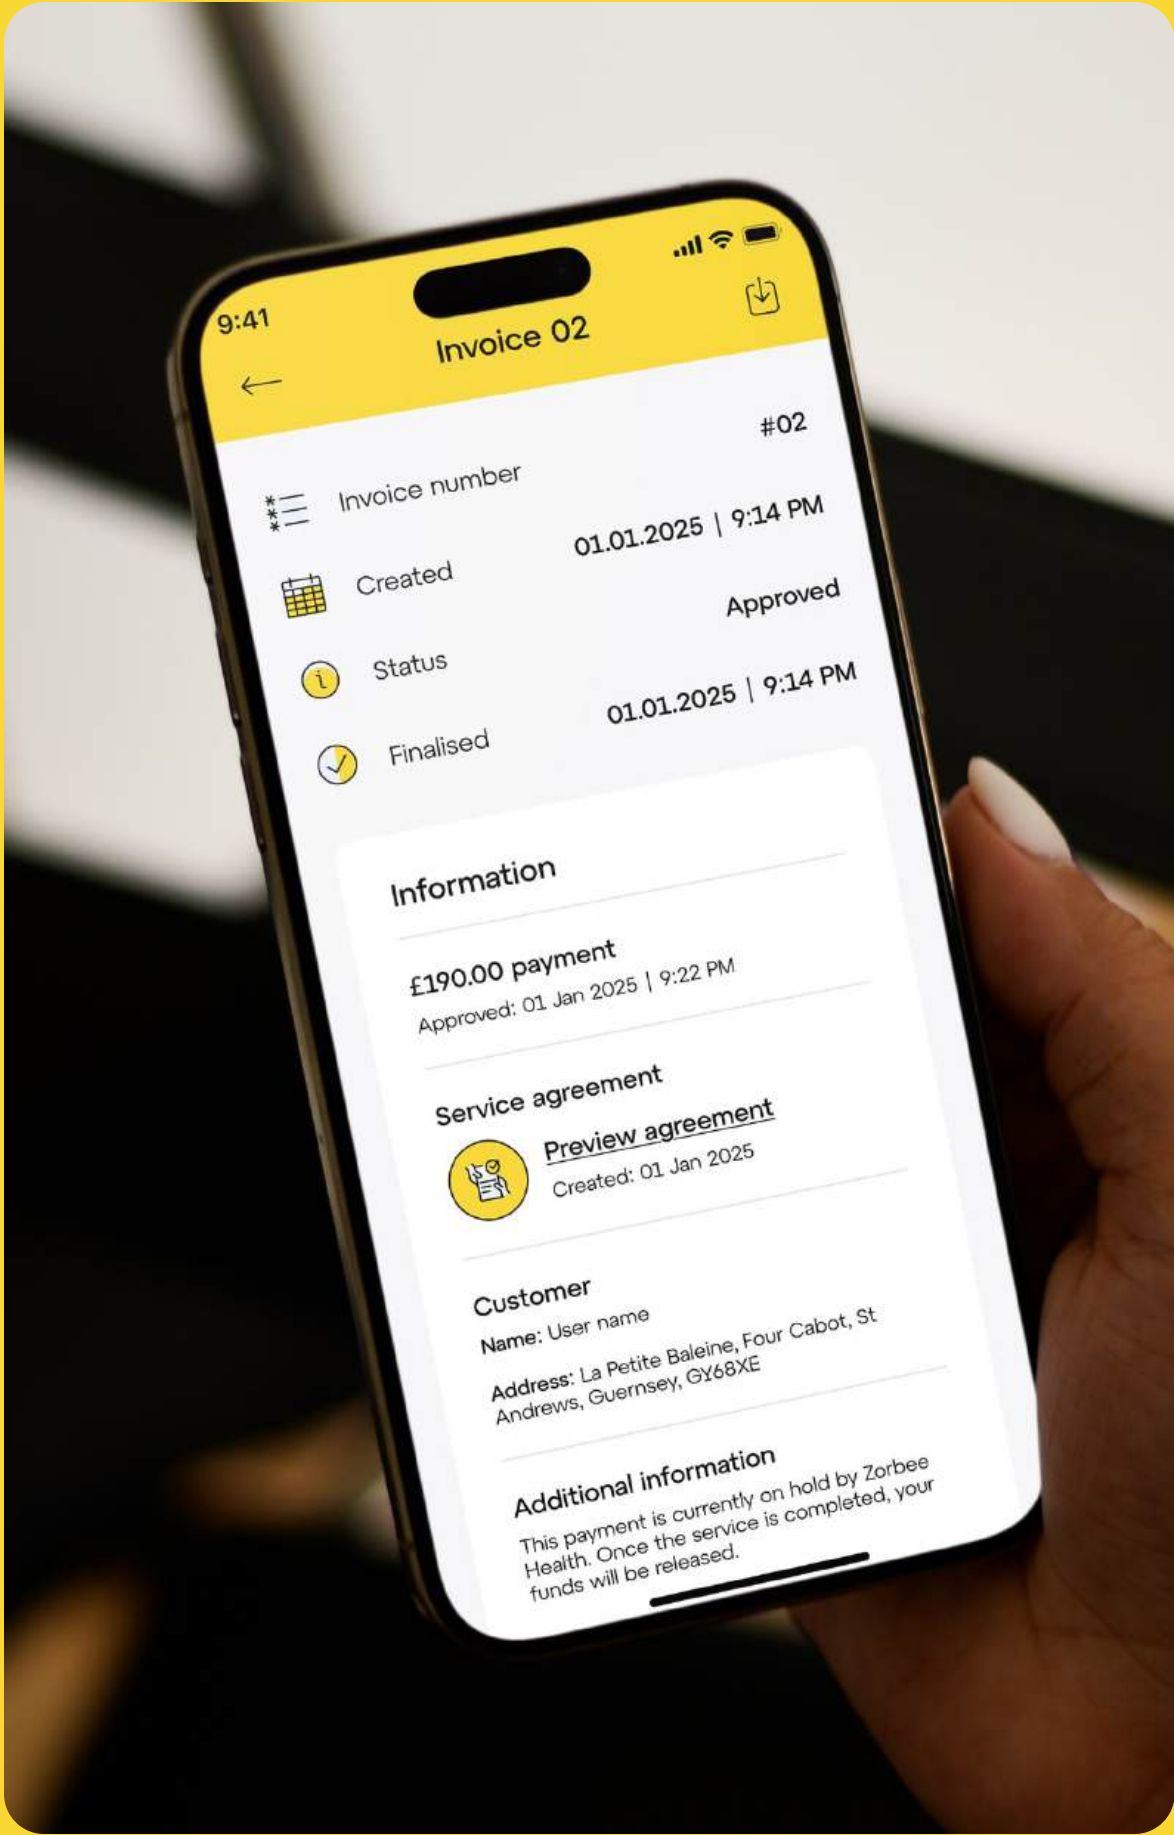 9:41
Invoice 02
Invoice number #02
Created 01.01.2025 | 9:14 PM
Status Approved
Finalised 01.01.2025 | 9:14 PM
Information
£190.00 payment
Approved: 01 Jan 2025 | 9:22 PM
Service agreement
Preview agreement
Created: 01 Jan 2025
Customer
Name: User name
Address: La Petite Baleine, Four Cabot, St
Andrews, Guernsey, GY68XE
Additional information
This payment is currently on hold by Zorbee
Health. Once the service is completed, your
funds will be released.